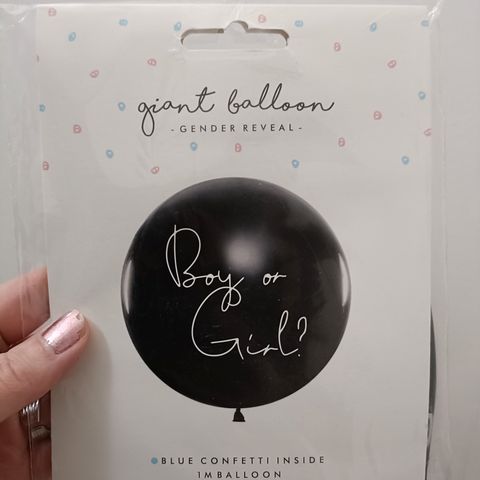 giant balloon
- GENDER REVEAL -
Boy or
Girl?
BLUE CONFETTI INSIDE
1M BALLOON